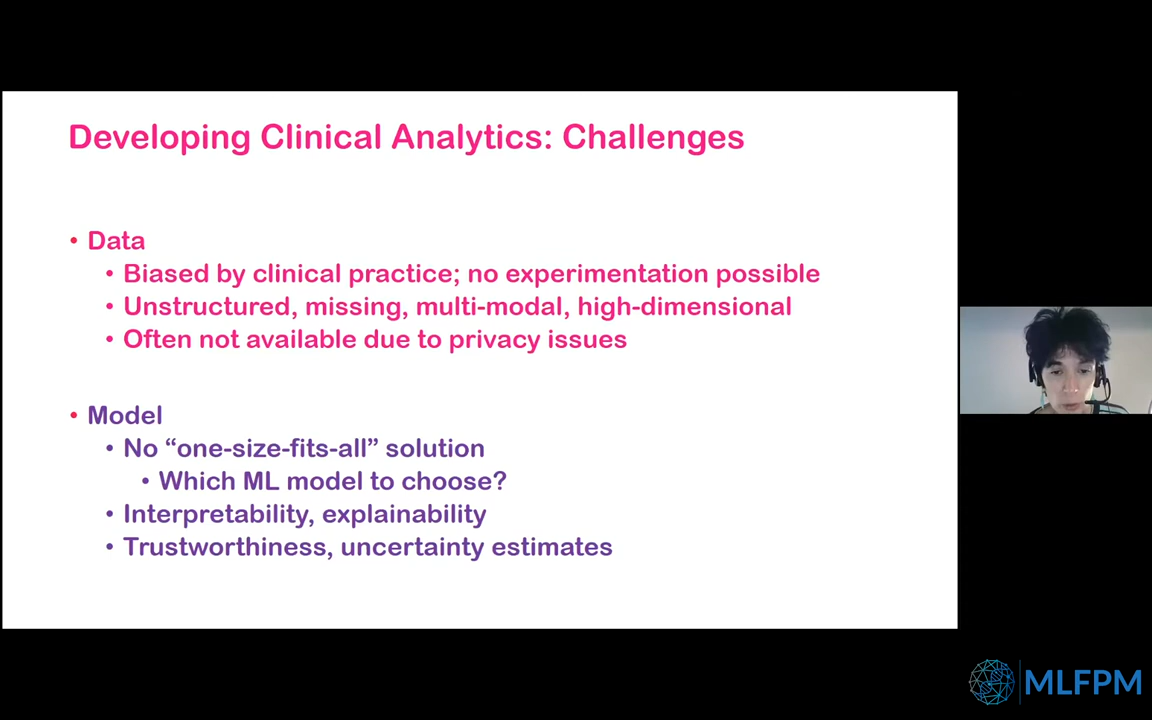 Developing Clinical Analytics: Challenges
• Data
• Biased by clinical practice; no experimentation possible
• Unstructured, missing, multi-modal, high-dimensional
• Often not available due to privacy issues
• Model
• No “one-size-fits-all” solution
• Which ML model to choose?
• Interpretability, explainability
• Trustworthiness, uncertainty estimates
MLFPM